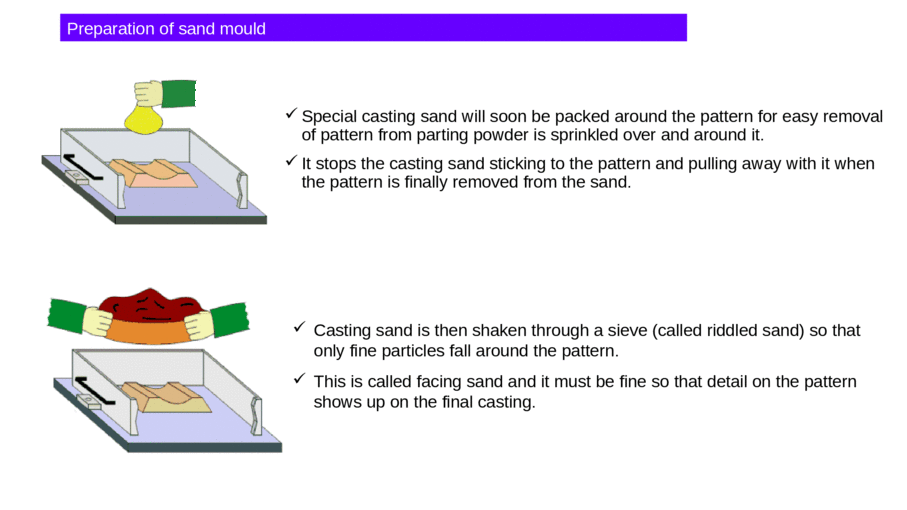 Preparation of sand mould
✓ Special casting sand will soon be packed around the pattern for easy removal
of pattern from parting powder is sprinkled over and around it.
✓ It stops the casting sand sticking to the pattern and pulling away with it when
the pattern is finally removed from the sand.
✓ Casting sand is then shaken through a sieve (called riddled sand) so that
only fine particles fall around the pattern.
✓ This is called facing sand and it must be fine so that detail on the pattern
shows up on the final casting.